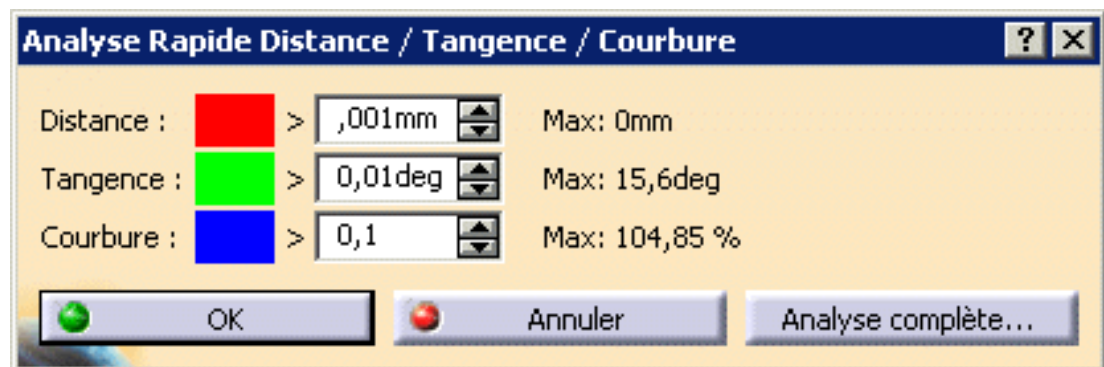 Analyse Rapide Distance / Tangence / Courbure ? X
Distance : > ,001mm Max: 0mm
Tangence : > 0,01deg Max: 15,6deg
Courbure : > 0,1 Max: 104,85 %
OK Annuler Analyse complète...